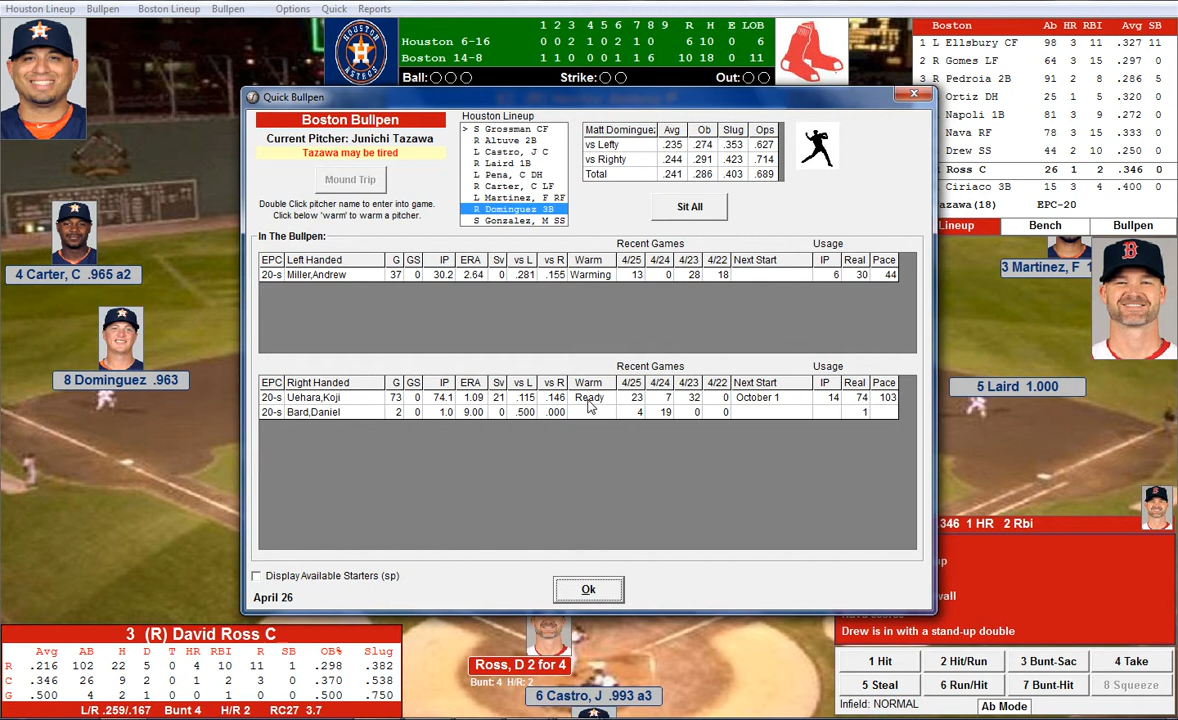 Houston Lineup Bullpen Boston Lineup Bullpen Options Quick Reports
1 2 3 4 5 6 7 8 9 R H E LOB
Houston 6-16 0 0 2 1 0 2 1 0 6 10 0 6
Boston 14-8 1 1 0 0 0 1 1 6 10 18 0 11
Ball: Strike: Out:
Boston Ab HR RBI Avg SB
1 L Ellsbury CF 98 3 11 .327 11
2 R Gomes LF 64 3 15 .297 0
3 R Pedroia 2B 91 2 8 .286 5
Ortiz DH 25 1 5 .320 0
Napoli 1B 81 3 9 .272 0
Nava RF 78 3 15 .333 0
Drew SS 44 2 10 .250 0
Ross C 26 1 2 .346 0
Ciriaco 3B 15 3 4 .400 0
azawa(18) EPC-20
ineup Bench Bullpen
Quick Bullpen
Boston Bullpen
Current Pitcher: Junichi Tazawa
Tazawa may be tired
Mound Trip
Double Click pitcher name to enter into game.
Click below 'warm' to warm a pitcher.
Houston Lineup
> S Grossman CF
R Altuve 2B
L Castro, J C
R Laird 1B
L Pena, C DH
R Carter, C LF
L Martinez, F RF
R Dominguez 3B
S Gonzalez, M SS
Matt Dominguez Avg Ob Slug Ops
vs Lefty .235 .274 .353 .627
vs Righty .244 .291 .423 .714
Total .241 .286 .403 .689
Sit All
In The Bullpen:
Recent Games Usage
EPC Left Handed G GS IP ERA Sv vs L vs R Warm 4/25 4/24 4/23 4/22 Next Start IP Real Pace
20-s Miller,Andrew 37 0 30.2 2.64 0 .281 .155 Warming 13 0 28 18 6 30 44
Recent Games Usage
EPC Right Handed G GS IP ERA Sv vs L vs R Warm 4/25 4/24 4/23 4/22 Next Start IP Real Pace
20-s Uehara,Koji 73 0 74.1 1.09 21 .115 .146 Ready 23 7 32 0 October 1 14 74 103
20-s Bard,Daniel 2 0 1.0 9.00 0 .500 .000 4 19 0 0 1
Display Available Starters (sp)
April 26
Ok
4 Carter, C .965 a2
8 Dominguez .963
3 Martinez, F 1
5 Laird 1.000
.346 1 HR 2 Rbi
up
wall
Drew is in with a stand-up double
3 (R) David Ross C
Avg AB H D T HR RBI R SB OB% Slug
R .216 102 22 5 0 4 10 11 1 .298 .382
C .346 26 9 2 0 1 2 3 0 .370 .538
G .500 4 2 1 0 0 0 1 0 .500 .750
L/R .259/.167 Bunt 4 H/R 2 RC27 3.7
Ross, D 2 for 4
Bunt: 4 H/R: 2
6 Castro, J .993 a3
1 Hit 2 Hit/Run 3 Bunt-Sac 4 Take
5 Steal 6 Run/Hit 7 Bunt-Hit 8 Squeeze
Infield: NORMAL Ab Mode